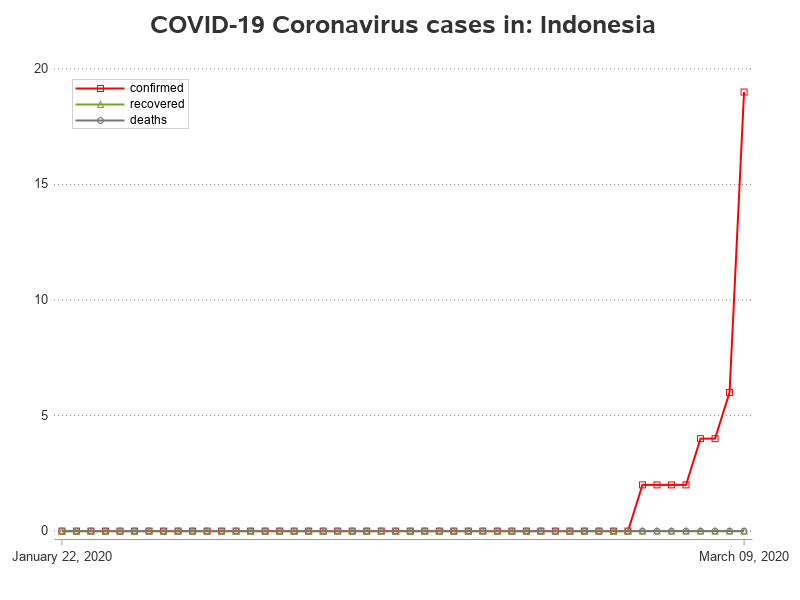 COVID-19 Coronavirus cases in: Indonesia
20
confirmed
recovered
deaths
15
10
5
0
January 22, 2020
March 09, 2020